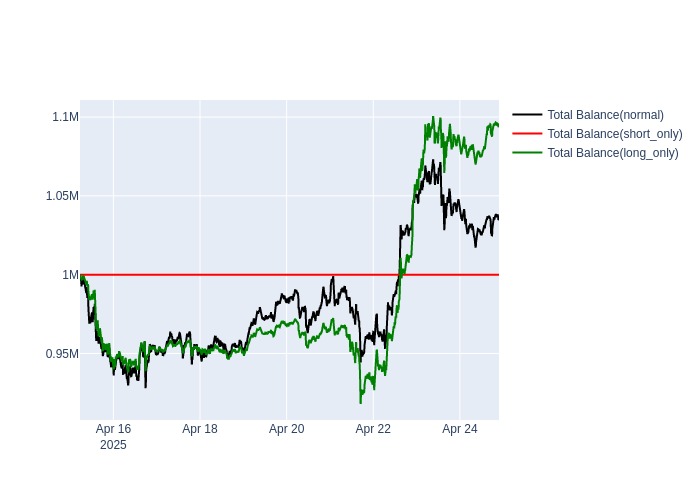 1.1M
1.05M
1M
0.95M
Apr 16
2025
Apr 18
Apr 20
Apr 22
Apr 24
Total Balance(normal)
Total Balance(short_only)
Total Balance(long_only)